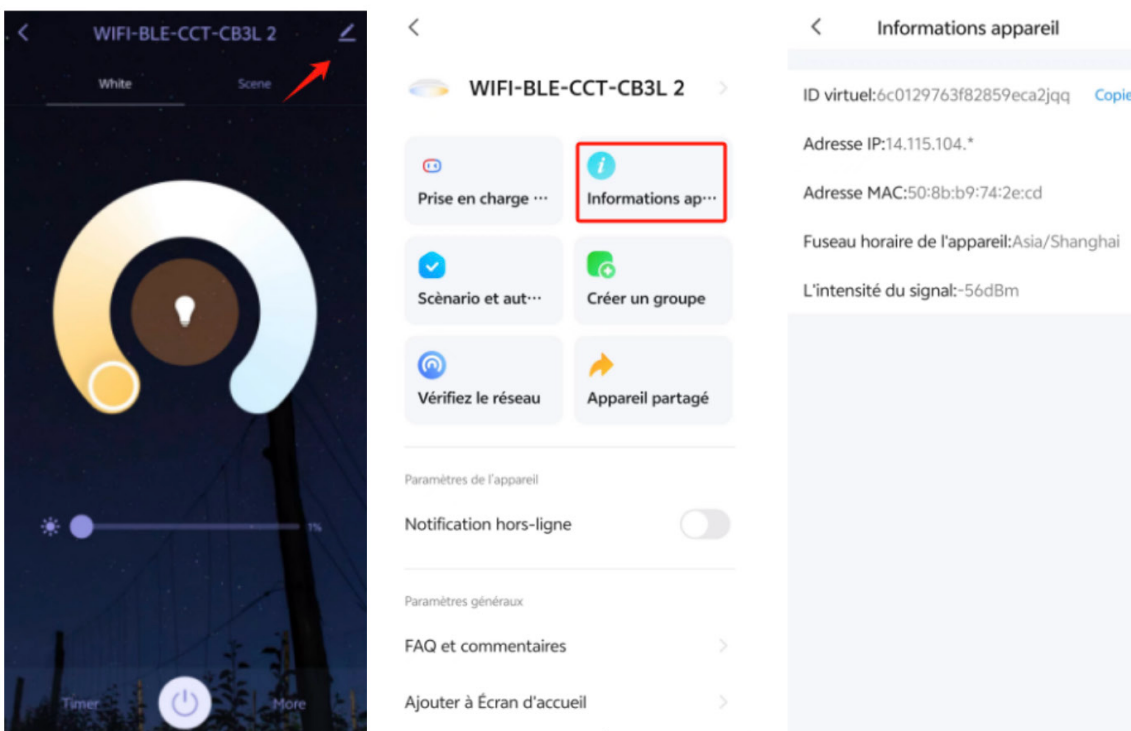 WIFI-BLE-CCT-CB3L 2
White
Scene
1%
Timer
More
WIFI-BLE-CCT-CB3L 2
Prise en charge ···
Informations ap···
Scènario et aut···
Créer un groupe
Vérifiez le réseau
Appareil partagé
Paramètres de l'appareil
Notification hors-ligne
Paramètres généraux
FAQ et commentaires
Ajouter à Écran d'accueil
Informations appareil
ID virtuel:6c0129763f82859eca2jqq Copie
Adresse IP:14.115.104.*
Adresse MAC:50:8b:b9:74:2e:cd
Fuseau horaire de l'appareil:Asia/Shanghai
L'intensité du signal:-56dBm